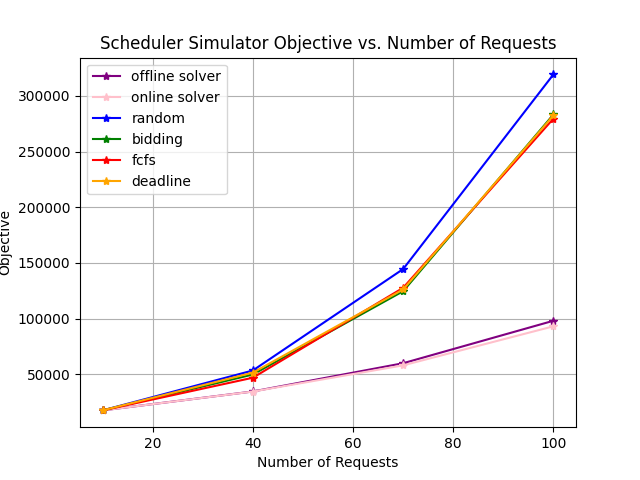 Scheduler Simulator Objective vs. Number of Requests
offline solver
online solver
random
bidding
fcfs
deadline
300000
250000
200000
150000
100000
50000
Objective
20
40
60
80
100
Number of Requests